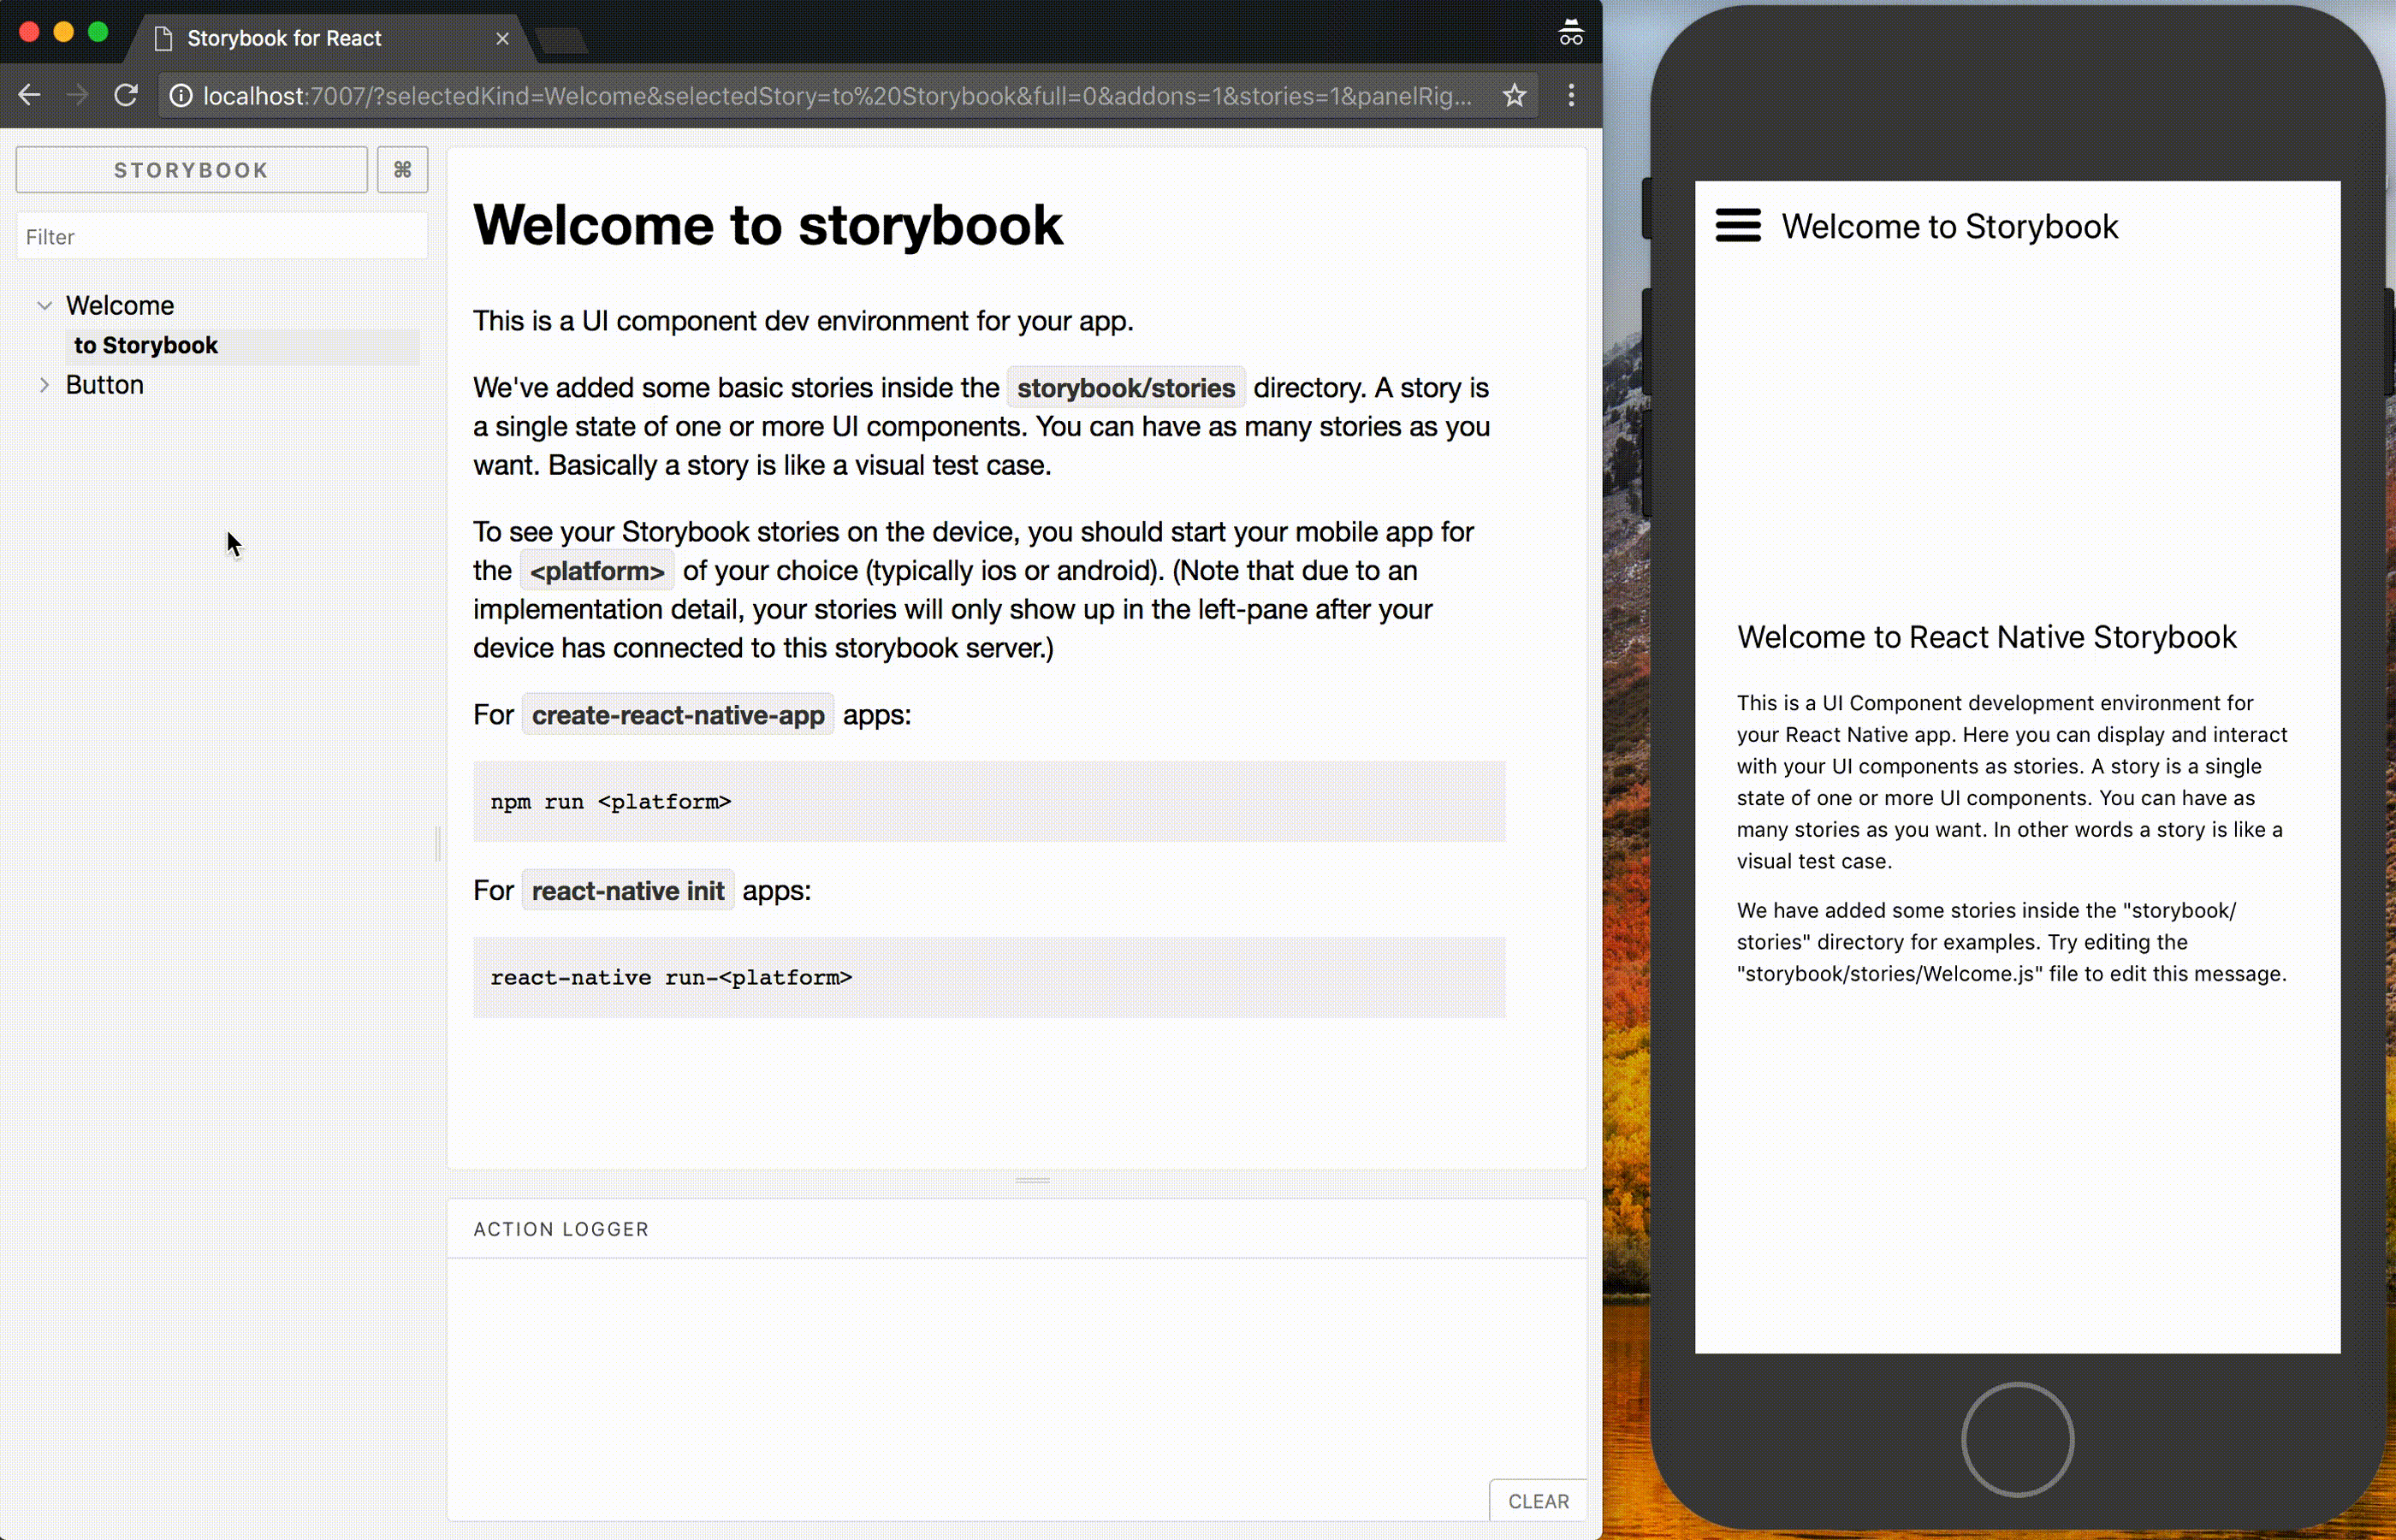 Storybook for React
localhost:7007/?selectedKind=Welcome&selectedStory=to%20Storybook&full=0&addons=1&stories=1&panelRig...
STORYBOOK
⌘
Filter
Welcome
to Storybook
Button
Welcome to storybook
This is a UI component dev environment for your app.
We've added some basic stories inside the storybook/stories directory. A story is
a single state of one or more UI components. You can have as many stories as you
want. Basically a story is like a visual test case.
To see your Storybook stories on the device, you should start your mobile app for
the <platform> of your choice (typically ios or android). (Note that due to an
implementation detail, your stories will only show up in the left-pane after your
device has connected to this storybook server.)
For create-react-native-app apps:
npm run <platform>
For react-native init apps:
react-native run-<platform>
ACTION LOGGER
CLEAR
Welcome to Storybook
Welcome to React Native Storybook
This is a UI Component development environment for
your React Native app. Here you can display and interact
with your UI components as stories. A story is a single
state of one or more UI components. You can have as
many stories as you want. In other words a story is like a
visual test case.
We have added some stories inside the "storybook/
stories" directory for examples. Try editing the
"storybook/stories/Welcome.js" file to edit this message.